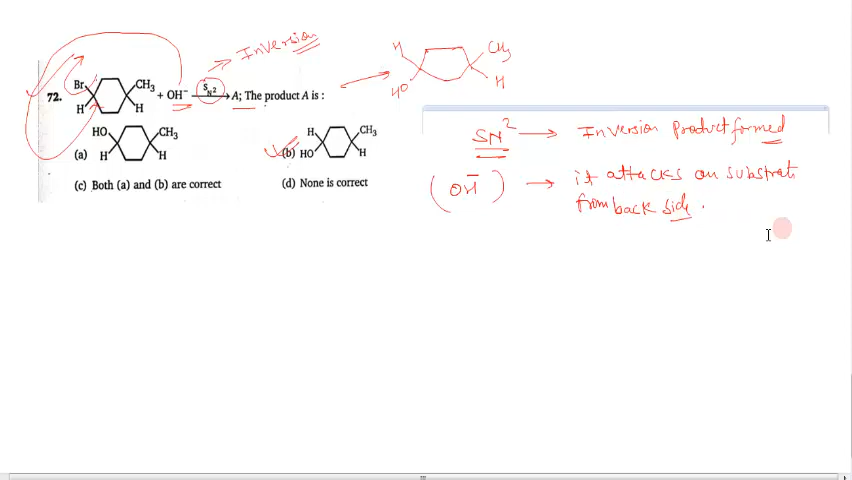 Inversion
H
CH3
HO
H
Br
CH3
72.
+ OH⁻ SN2 → A; The product A is :
H
H
SN2 → Inversion Product formed
HO
CH3
H
CH3
(a)
(b) HO
H
H
H
(OH⁻) → it attacks on substrate
from back side .
(c) Both (a) and (b) are correct
(d) None is correct